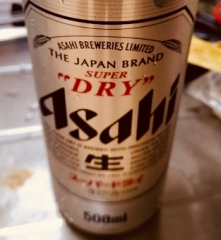 ASAHI BREWERIES LIMITED
THE JAPAN BRAND
SUPER
"DRY"
Asahi
生
スーパードライ
500ml